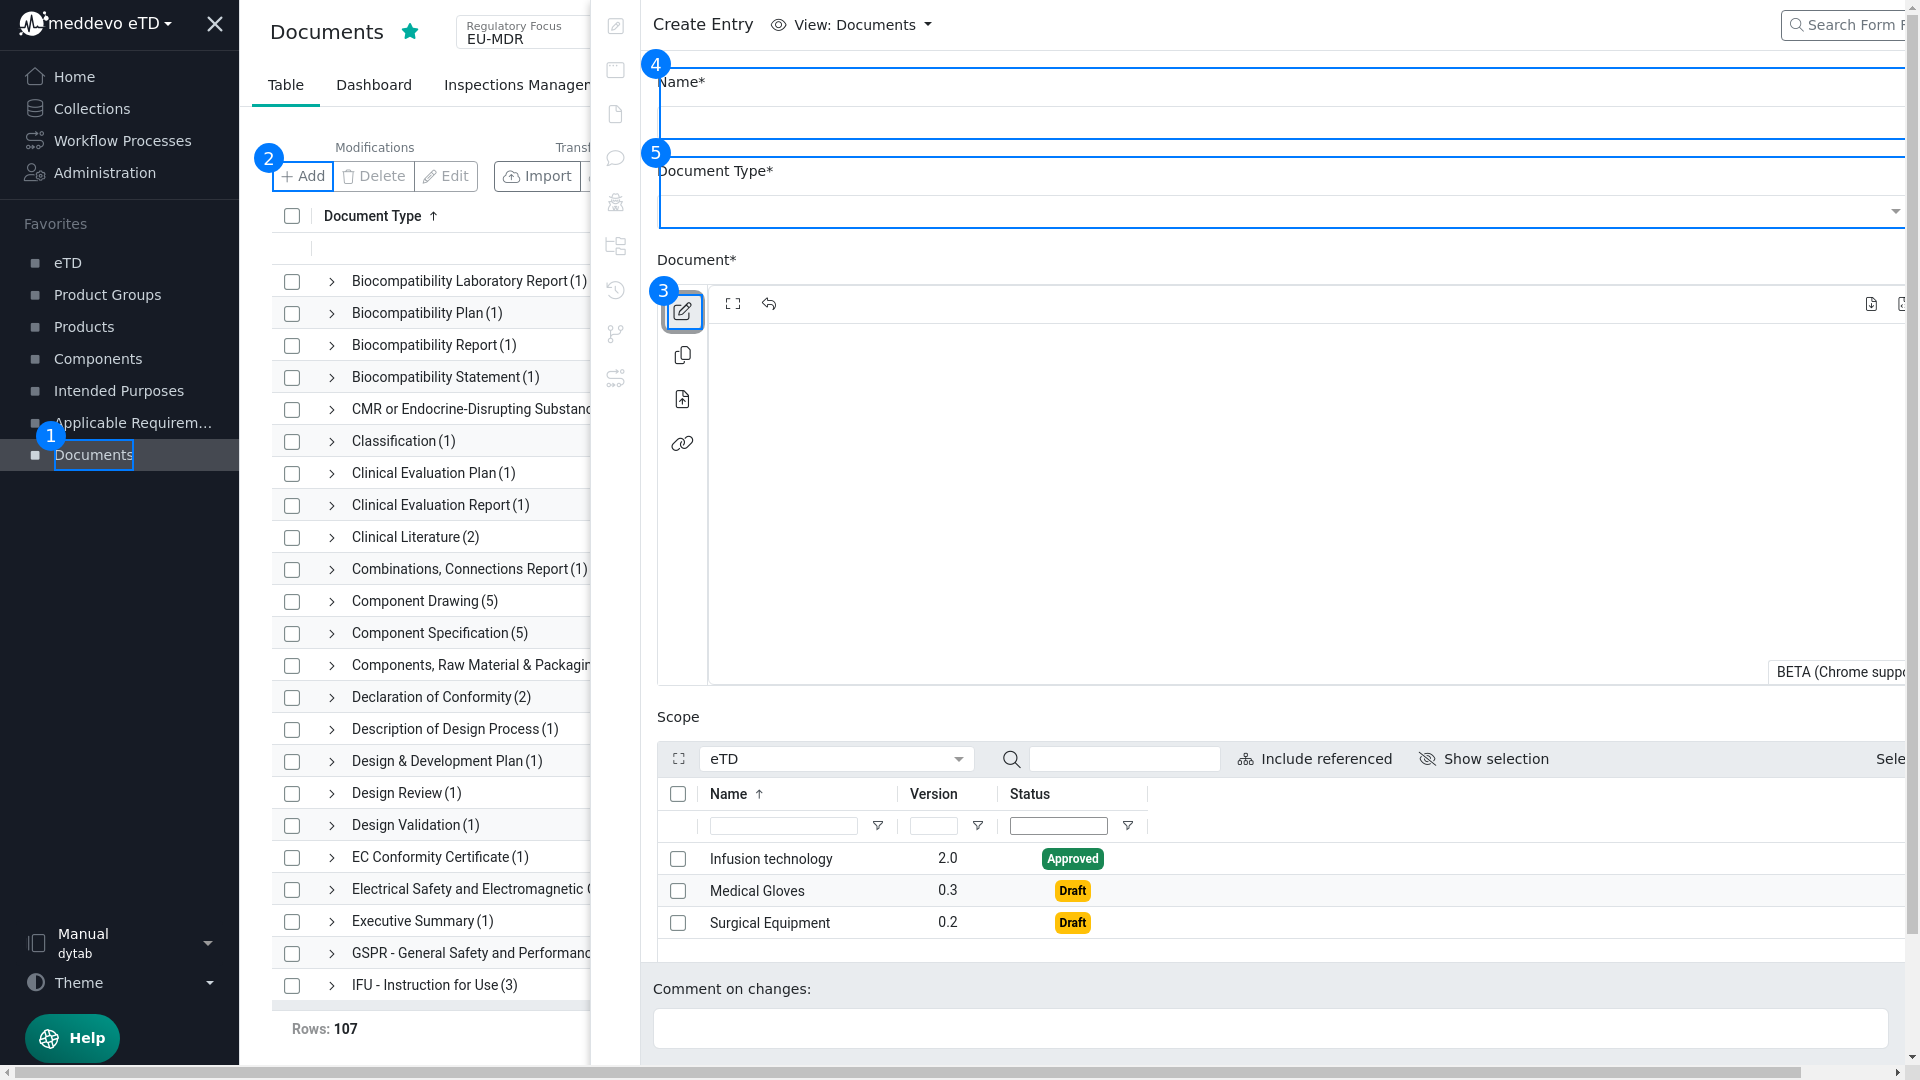 meddevo eTD
Home
Collections
Workflow Processes
Administration
Favorites
eTD
Product Groups
Products
Components
Intended Purposes
Applicable Requirem...
1
Documents
Manual
dytab
Theme
Help
Documents
Regulatory Focus
EU-MDR
Table
Dashboard
Inspections Manager
Modifications
Transf
2
Add
Delete
Edit
Import
Document Type
Biocompatibility Laboratory Report (1)
Biocompatibility Plan (1)
Biocompatibility Report (1)
Biocompatibility Statement (1)
CMR or Endocrine-Disrupting Substanc
Classification (1)
Clinical Evaluation Plan (1)
Clinical Evaluation Report (1)
Clinical Literature (2)
Combinations, Connections Report (1)
Component Drawing (5)
Component Specification (5)
Components, Raw Material & Packagin
Declaration of Conformity (2)
Description of Design Process (1)
Design & Development Plan (1)
Design Review (1)
Design Validation (1)
EC Conformity Certificate (1)
Electrical Safety and Electromagnetic
Executive Summary (1)
GSPR - General Safety and Performanc
IFU - Instruction for Use (3)
Rows: 107
Create Entry
View: Documents
Search Form F
4
Name*
5
Document Type*
Document*
3
BETA (Chrome suppo
Scope
eTD
Include referenced
Show selection
Sele
Name
Version
Status
Infusion technology
2.0
Approved
Medical Gloves
0.3
Draft
Surgical Equipment
0.2
Draft
Comment on changes: